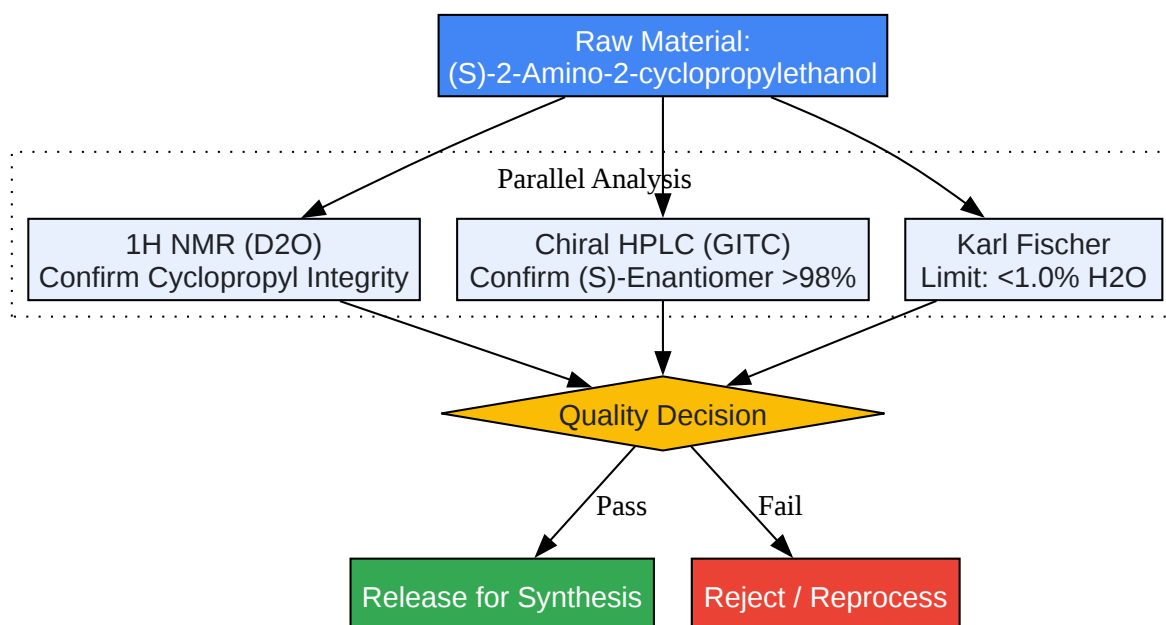 Raw Material:
(S)-2-Amino-2-cyclopropylethanol
Parallel Analysis
1H NMR (D2O)
Confirm Cyclopropyl Integrity
Chiral HPLC (GITC)
Confirm (S)-Enantiomer >98%
Karl Fischer
Limit: <1.0% H2O
Quality Decision
Pass
Fail
Release for Synthesis
Reject / Reprocess